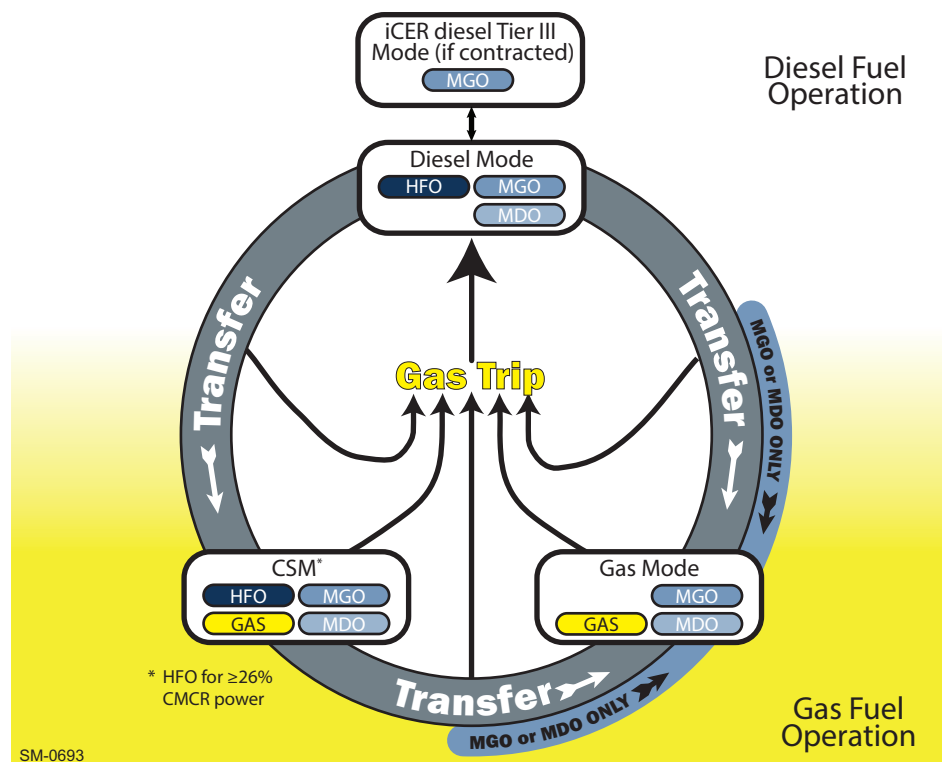 iCER diesel Tier III
Mode (if contracted)
MGO
Diesel Fuel
Operation
Diesel Mode
HFO
MGO
MDO
Transfer
Transfer
MGO or MDO ONLY
Gas Trip
CSM*
HFO
MGO
GAS
MDO
Gas Mode
MGO
GAS
MDO
* HFO for ≥26%
CMCR power
Transfer
MGO or MDO ONLY
Gas Fuel
Operation
SM-0693